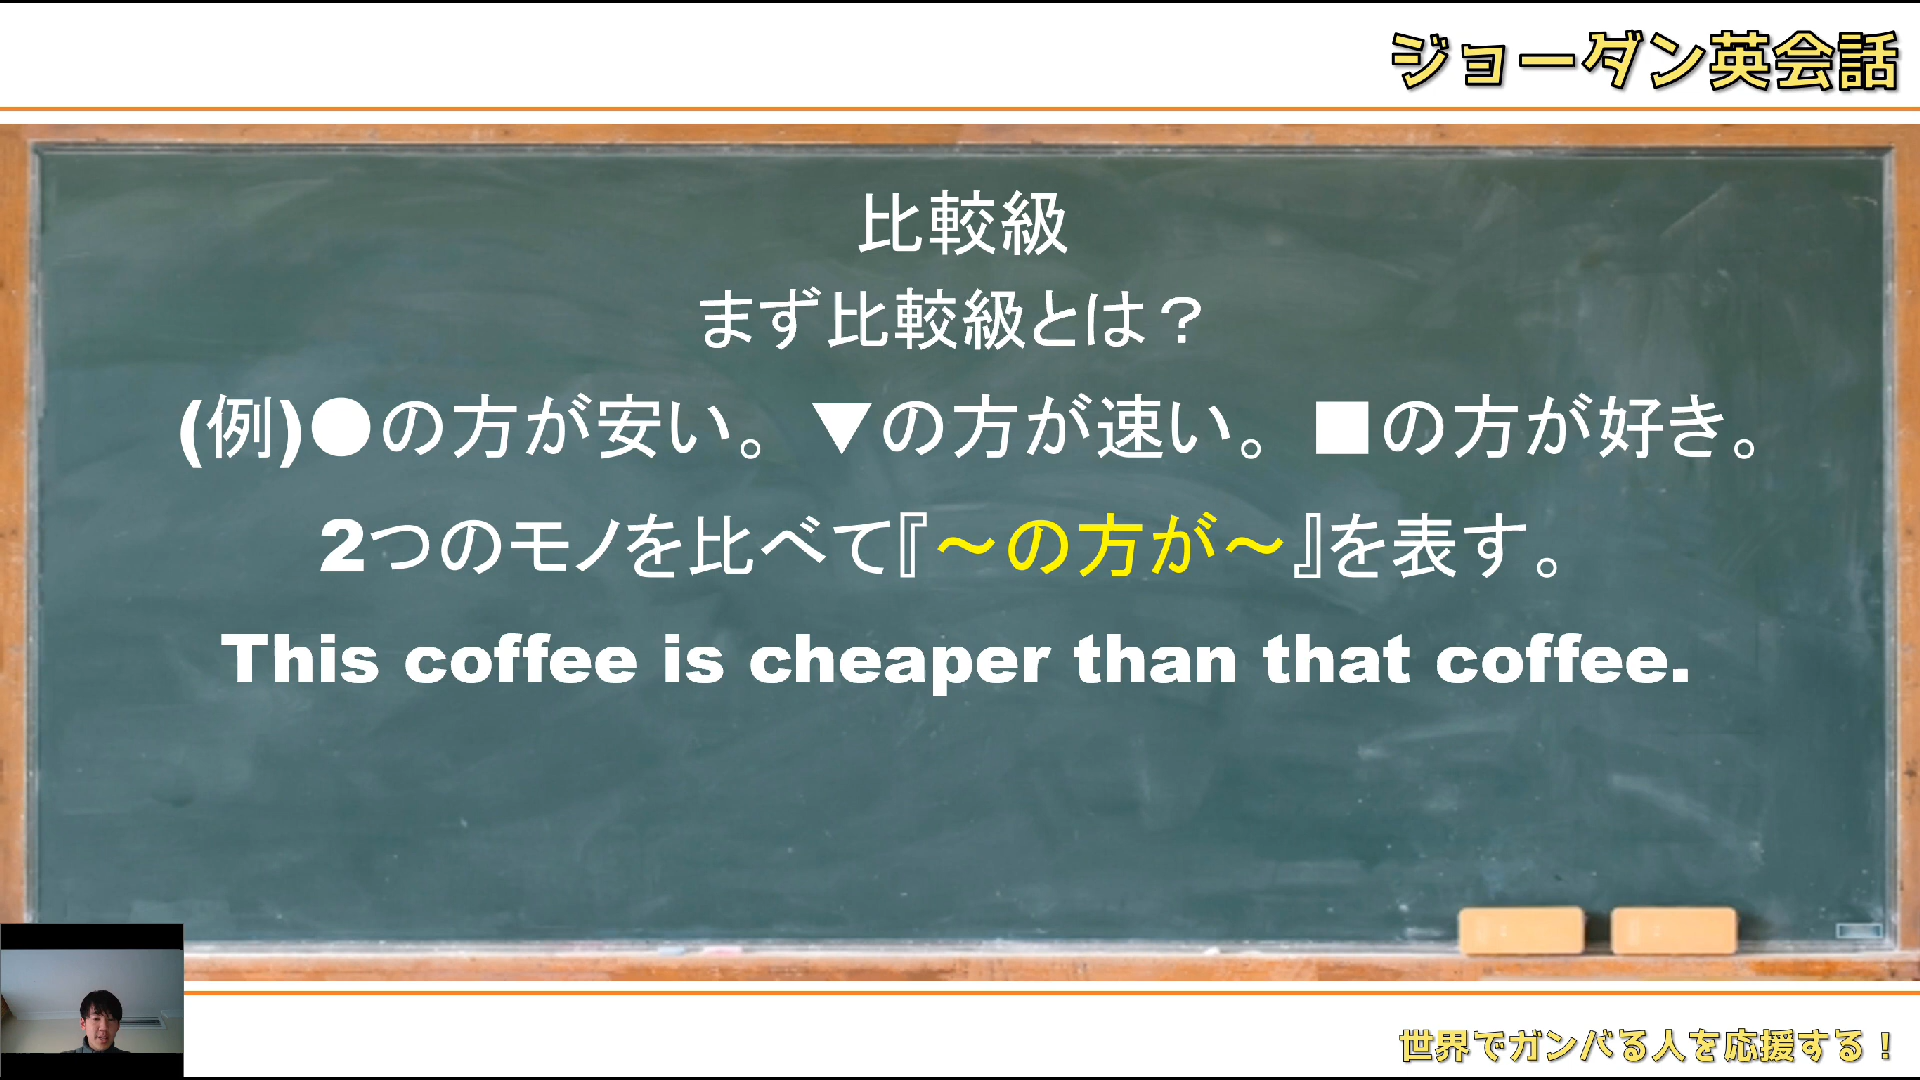 ジョーダン英会話
比較級
まず比較級とは？
(例)●の方が安い。 ▼の方が速い。 ■の方が好き。
2つのモノを比べて『～の方が～』を表す。
This coffee is cheaper than that coffee.
世界でガンバる人を応援する！